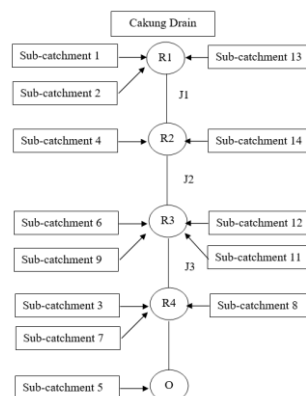 Cakung Drain
Sub-catchment 1
R1
Sub-catchment 13
Sub-catchment 2
J1
Sub-catchment 4
R2
Sub-catchment 14
J2
Sub-catchment 6
R3
Sub-catchment 12
Sub-catchment 9
Sub-catchment 11
J3
Sub-catchment 3
R4
Sub-catchment 8
Sub-catchment 7
Sub-catchment 5
O